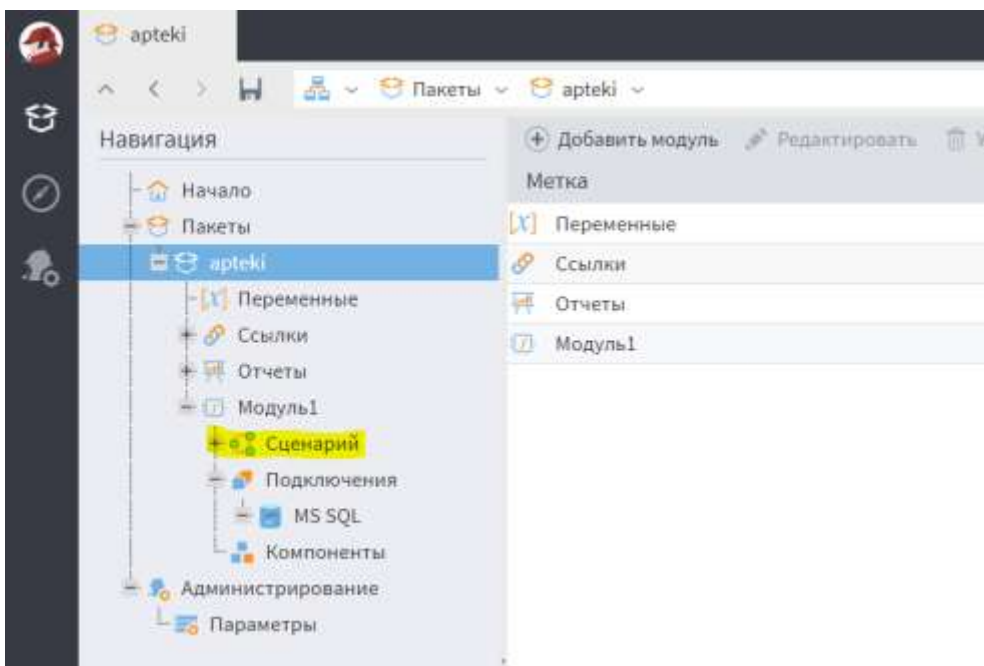 apteki
Пакеты apteki
Навигация
Начало
Пакеты
apteki
Переменные
Ссылки
Отчеты
Модуль1
Сценарий
Подключения
MS SQL
Компоненты
Администрирование
Параметры
Добавить модуль Редактировать
Метка
Переменные
Ссылки
Отчеты
Модуль1